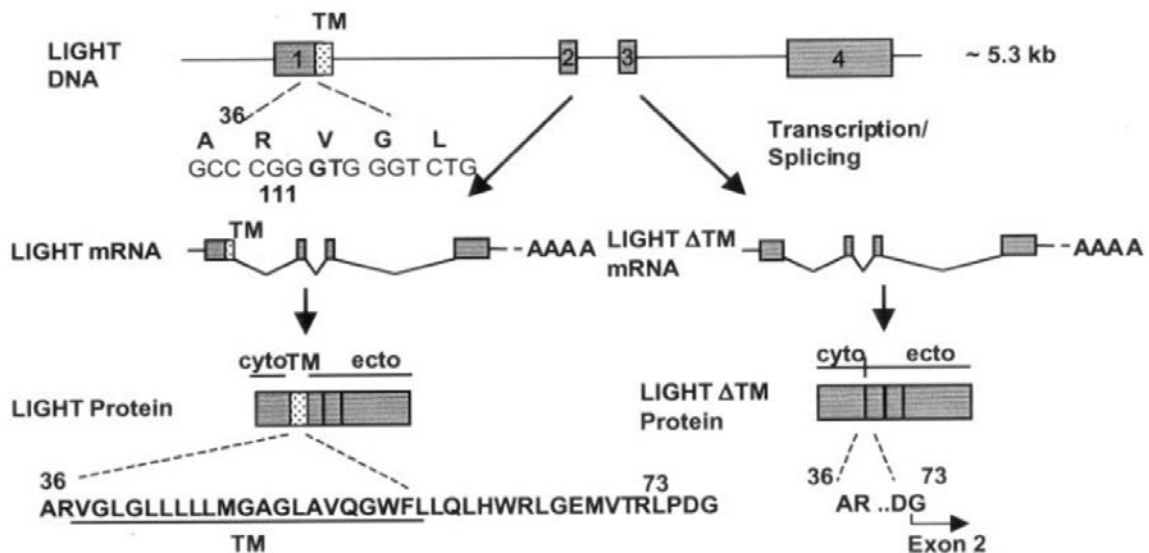 TM
LIGHT
DNA
1
2
3
4
~ 5.3 kb
36
A R V G L
GCC CGG GTG GGT CTG
111
Transcription/
Splicing
LIGHT mRNA
TM
AAAA
LIGHT ΔTM
mRNA
AAAA
cyto TM ecto
LIGHT Protein
cyto ecto
LIGHT ΔTM
Protein
36
73
ARVGLGLLLLLMGAGLAVQGWFLLQLHWRLGEMVTRLPDG
TM
36 73
AR ..DG
Exon 2